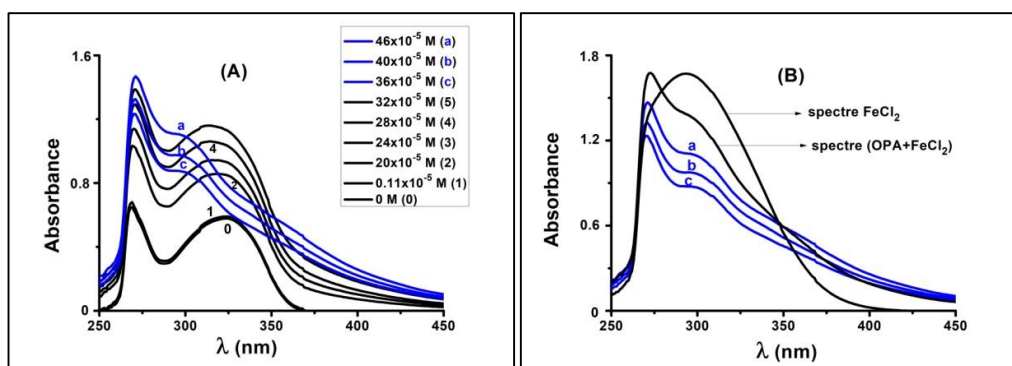 (A)
46x10⁻⁵ M (a)
40x10⁻⁵ M (b)
36x10⁻⁵ M (c)
32x10⁻⁵ M (5)
28x10⁻⁵ M (4)
24x10⁻⁵ M (3)
20x10⁻⁵ M (2)
0.11x10⁻⁵ M (1)
0 M (0)
a
b
c
4
2
1
0
Absorbance
1.6
0.8
0
250 300 350 400 450
λ (nm)
(B)
spectre FeCl₂
spectre (OPA+FeCl₂)
a
b
c
Absorbance
1.8
1.2
0.6
0
250 300 350 400 450
λ (nm)